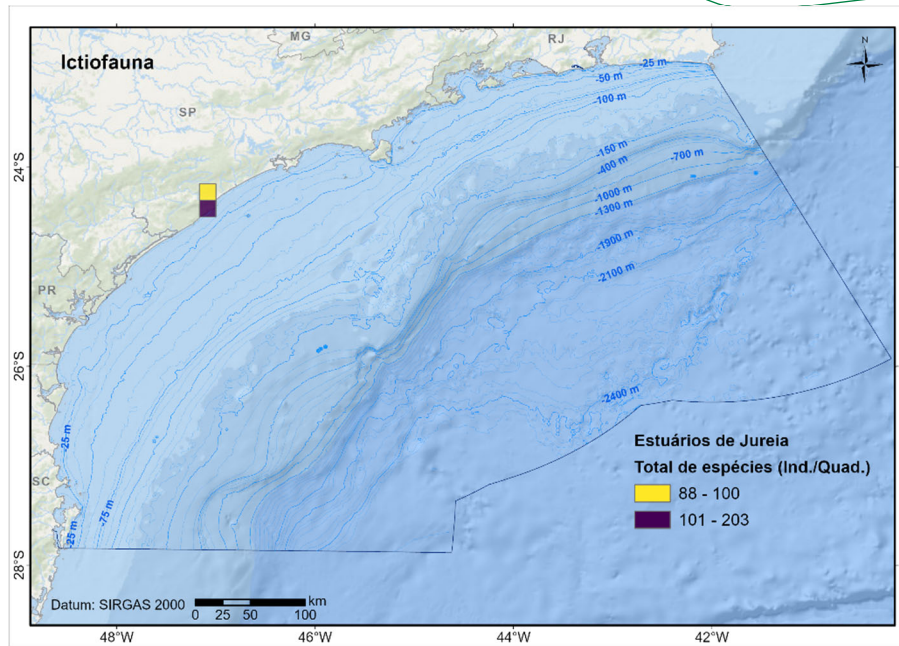 Ictiofauna
MG
RJ
N
SP
-25 m
-50 m
-100 m
-150 m
-400 m
-700 m
-1000 m
-1300 m
-1900 m
-2100 m
-2400 m
24°S
26°S
28°S
PR
SC
-25 m
-75 m
-25 m
Estuários de Jureia
Total de espécies (Ind./Quad.)
88 - 100
101 - 203
Datum: SIRGAS 2000
km
0 25 50 100
48°W 46°W 44°W 42°W